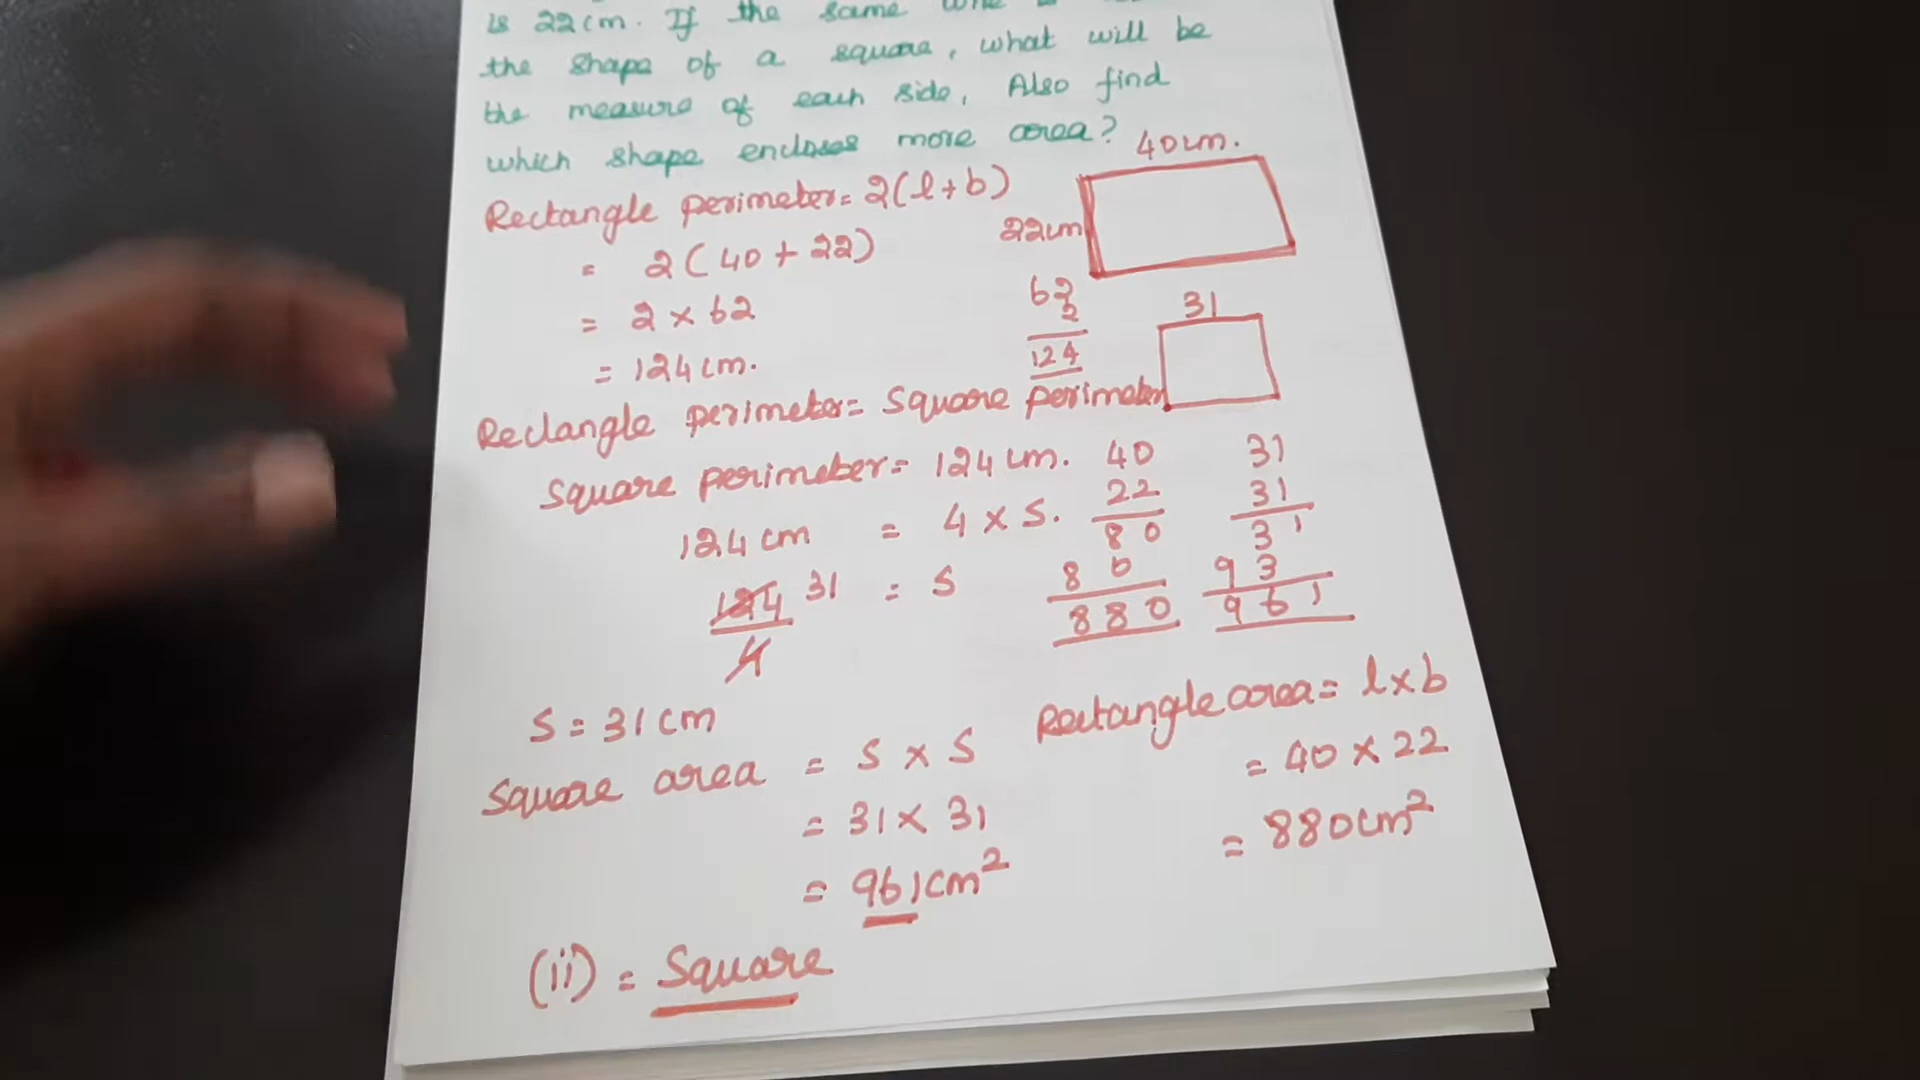 is 22cm. If the same
the shape of a square, what will be
the measure of each side, Also find
which shape encloses more area?
40cm.
Rectangle perimeter = 2(l+b)
22cm
= 2(40+22)
= 2 × 62
= 124cm.
62
2
124
31
Rectangle perimeter = Square perimeter
Square perimeter = 124cm.
124cm = 4 × S.
124 31 = S
4
40
22
80
8 0
880
31
31
31
93
961
S = 31cm
Square area = S × S
= 31 × 31
= 961cm²
Rectangle area = l×b
= 40 × 22
= 880cm²
(ii) = Square